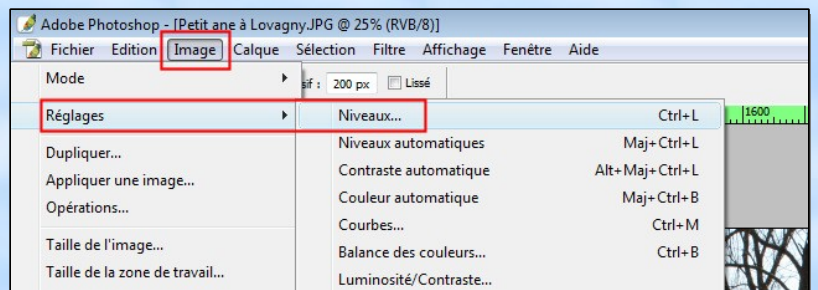 Adobe Photoshop - [Petit ane à Lovagny.JPG @ 25% (RVB/8)]
Fichier Edition Image Calque Sélection Filtre Affichage Fenêtre Aide
Mode
sif : 200 px Lissé
Réglages
Niveaux... Ctrl+L
1600
Dupliquer...
Niveaux automatiques Maj+Ctrl+L
Appliquer une image...
Contraste automatique Alt+Maj+Ctrl+L
Opérations...
Couleur automatique Maj+Ctrl+B
Courbes... Ctrl+M
Taille de l'image...
Balance des couleurs... Ctrl+B
Taille de la zone de travail...
Luminosité/Contraste...